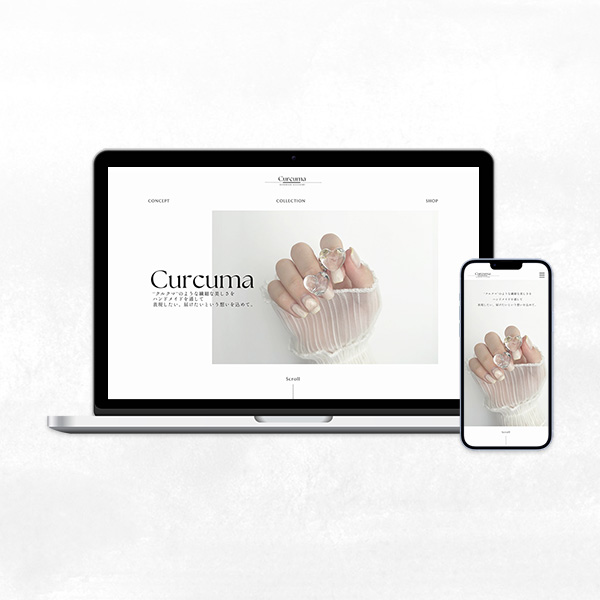 Curcuma
CONCEPT
COLLECTION
SHOP
Curcuma
“クルクマ”のような繊細な美しさを
ハンドメイドを通して
表現したい、届けたいという想いを込めて。
Scroll
Curcuma
“クルクマ”のような繊細な美しさを
ハンドメイドを通して
表現したい、届けたいという想いを込めて。
Scroll